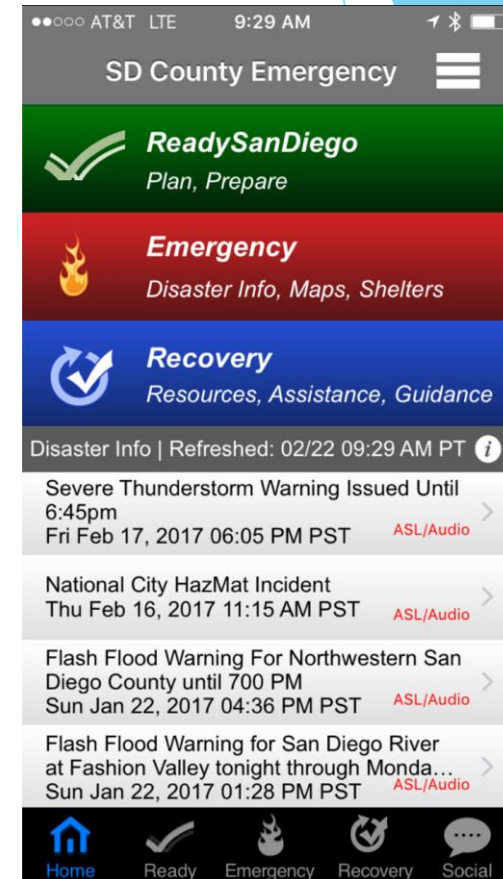 AT&T LTE 9:29 AM
SD County Emergency
ReadySanDiego
Plan, Prepare
Emergency
Disaster Info, Maps, Shelters
Recovery
Resources, Assistance, Guidance
Disaster Info | Refreshed: 02/22 09:29 AM PT i
Severe Thunderstorm Warning Issued Until
6:45pm
Fri Feb 17, 2017 06:05 PM PST ASL/Audio
National City HazMat Incident
Thu Feb 16, 2017 11:15 AM PST ASL/Audio
Flash Flood Warning For Northwestern San
Diego County until 700 PM
Sun Jan 22, 2017 04:36 PM PST ASL/Audio
Flash Flood Warning for San Diego River
at Fashion Valley tonight through Monda...
Sun Jan 22, 2017 01:28 PM PST ASL/Audio
Home Ready Emergency Recovery Social